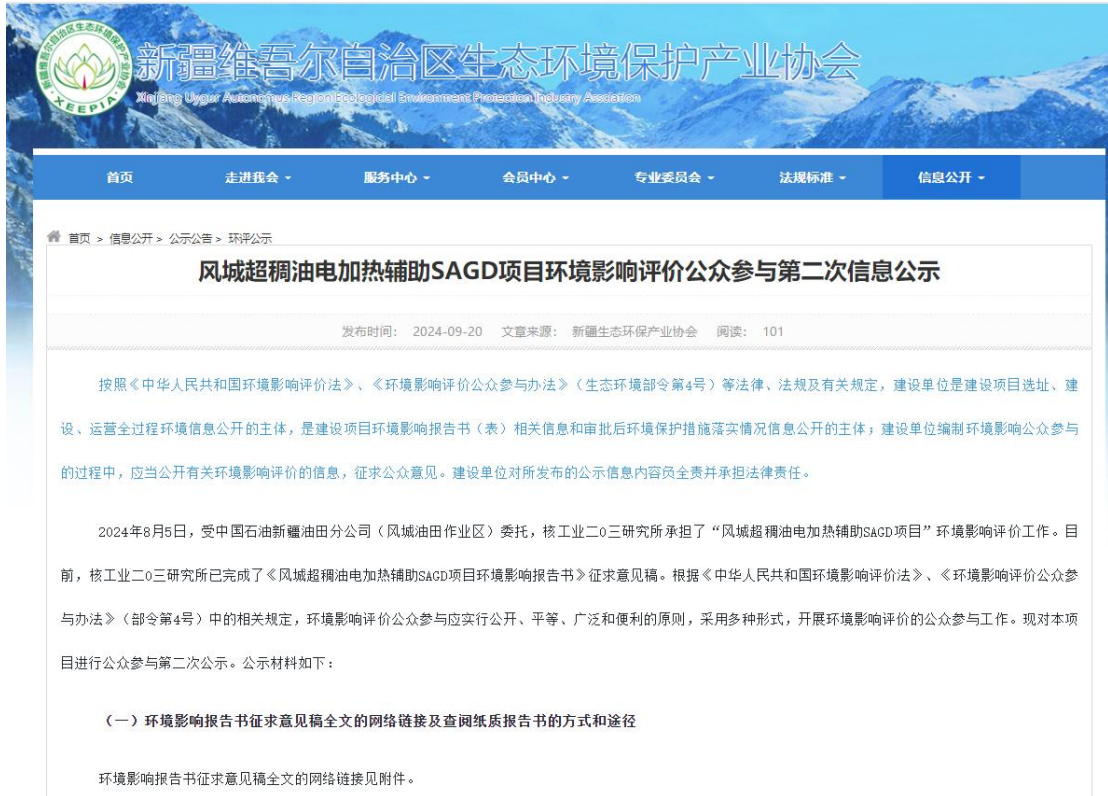 新疆维吾尔自治区生态环境保护产业协会
XEEPIA
新疆维吾尔自治区生态环境保护产业协会
Xinjiang Uygur Autonomous Region Ecologicial Environment Protection Industry Assdation
首页 走进我会 服务中心 会员中心 专业委员会 法规标准 信息公开
首页 > 信息公开 > 公示公告 > 环评公示
风城超稠油电加热辅助SAGD项目环境影响评价公众参与第二次信息公示
发布时间： 2024-09-20 文章来源： 新疆生态环保产业协会 阅读： 101
按照《中华人民共和国环境影响评价法》、《环境影响评价公众参与办法》（生态环境部令第4号）等法律、法规及有关规定，建设单位是建设项目选址、建
设、运营全过程环境信息公开的主体，是建设项目环境影响报告书（表）相关信息和审批后环境保护措施落实情况信息公开的主体；建设单位编制环境影响公众参与
的过程中，应当公开有关环境影响评价的信息，征求公众意见。建设单位对所发布的公示信息内容负全责并承担法律责任。
2024年8月5日，受中国石油新疆油田分公司（风城油田作业区）委托，核工业二0三研究所承担了“风城超稠油电加热辅助SAGD项目”环境影响评价工作。目
前，核工业二0三研究所已完成了《风城超稠油电加热辅助SAGD项目环境影响报告书》征求意见稿。根据《中华人民共和国环境影响评价法》、《环境影响评价公众参
与办法》（部令第4号）中的相关规定，环境影响评价公众参与应实行公开、平等、广泛和便利的原则，采用多种形式，开展环境影响评价的公众参与工作。现对本项
目进行公众参与第二次公示。公示材料如下：
（一）环境影响报告书征求意见稿全文的网络链接及查阅纸质报告书的方式和途径
环境影响报告书征求意见稿全文的网络链接见附件。